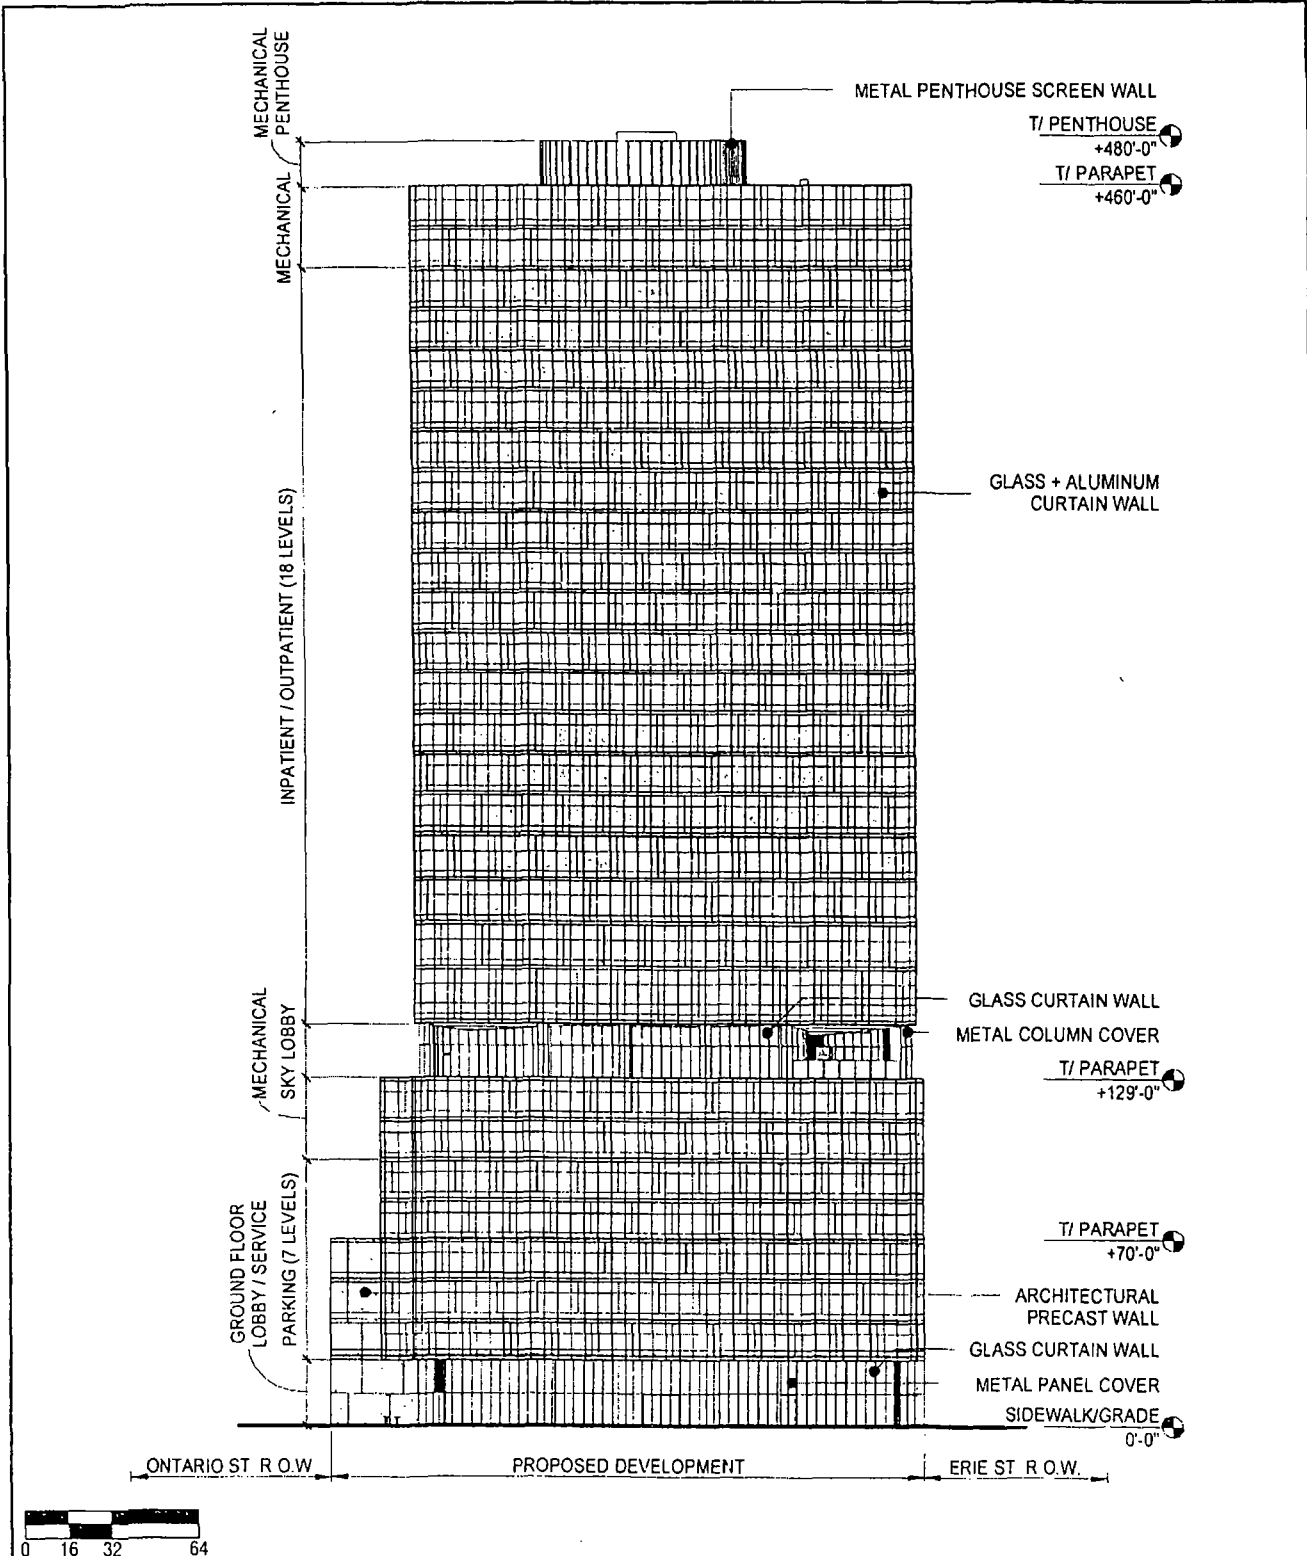 MECHANICAL
PENTHOUSE
METAL PENTHOUSE SCREEN WALL
T/ PENTHOUSE
+480'-0"
T/ PARAPET
+460'-0"
MECHANICAL
GLASS + ALUMINUM
CURTAIN WALL
INPATIENT / OUTPATIENT (18 LEVELS)
GLASS CURTAIN WALL
METAL COLUMN COVER
MECHANICAL
SKY LOBBY
T/ PARAPET
+129'-0"
T/ PARAPET
+70'-0"
GROUND FLOOR
LOBBY / SERVICE
PARKING (7 LEVELS)
ARCHITECTURAL
PRECAST WALL
GLASS CURTAIN WALL
METAL PANEL COVER
SIDEWALK/GRADE
0'-0"
ONTARIO ST R O.W
PROPOSED DEVELOPMENT
ERIE ST R O.W.
0 16 32 64